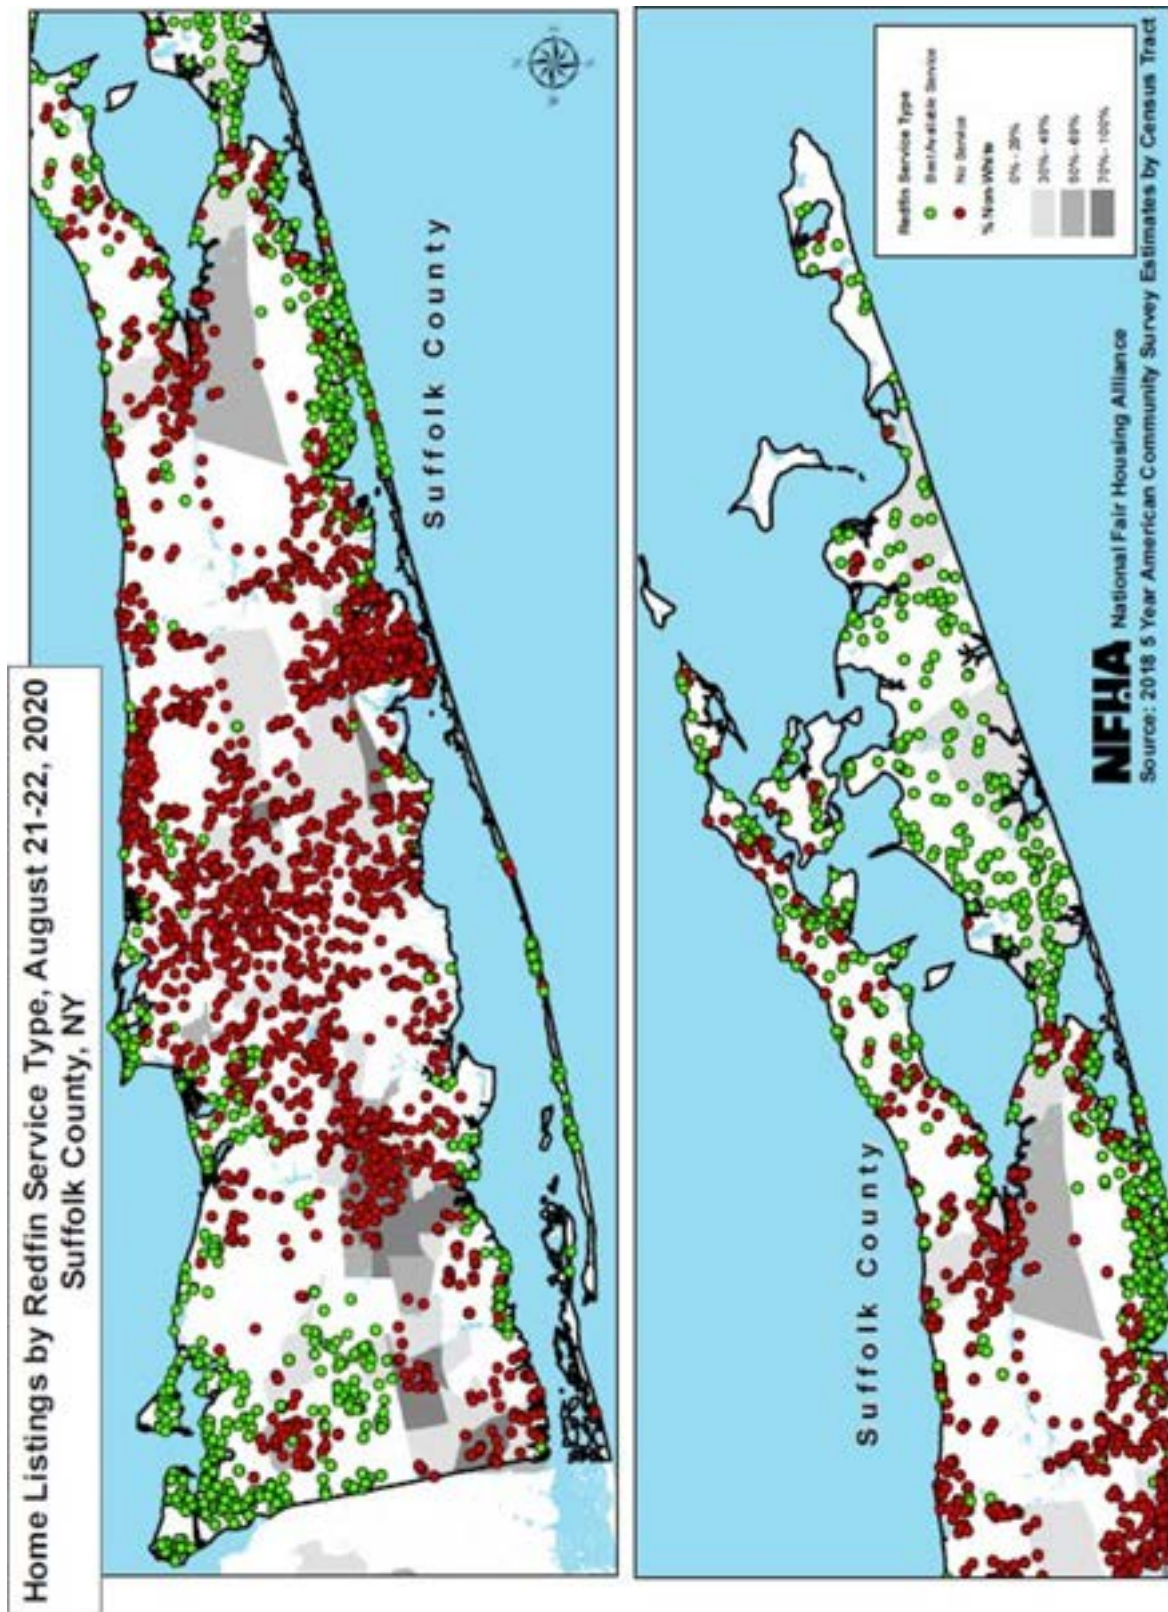 Home Listings by Redfin Service Type, August 21-22, 2020
Suffolk County, NY
Suffolk County
Suffolk County
Redfin Service Type
Best Available Service
No Service
% Non-White
0% - 29%
30% - 49%
50% - 69%
70% - 100%
NFHA National Fair Housing Alliance
Source: 2018 5 Year American Community Survey Estimates by Census Tract